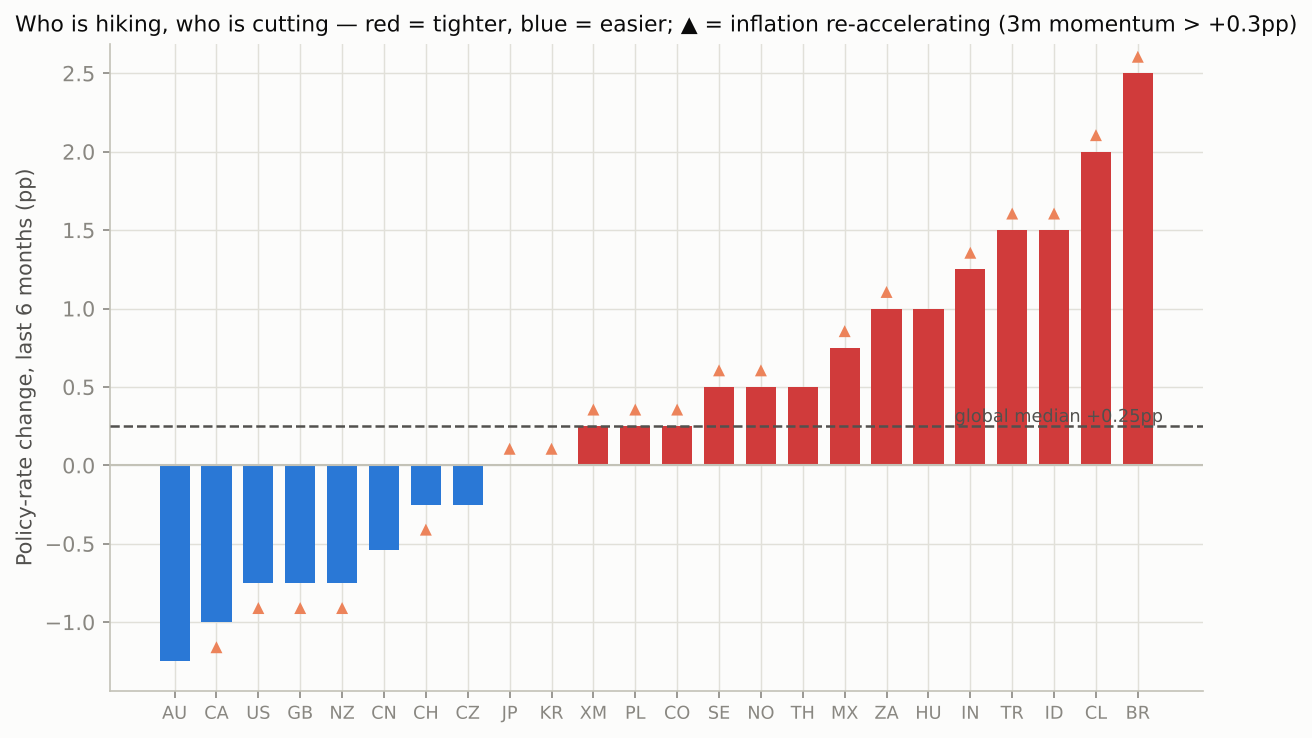 Who is hiking, who is cutting — red = tighter, blue = easier; ▲ = inflation re-accelerating (3m momentum > +0.3pp)
Policy-rate change, last 6 months (pp)
2.5
2.0
1.5
1.0
0.5
0.0
−0.5
−1.0
global median +0.25pp
AU CA US GB NZ CN CH CZ JP KR XM PL CO SE NO TH MX ZA HU IN TR ID CL BR